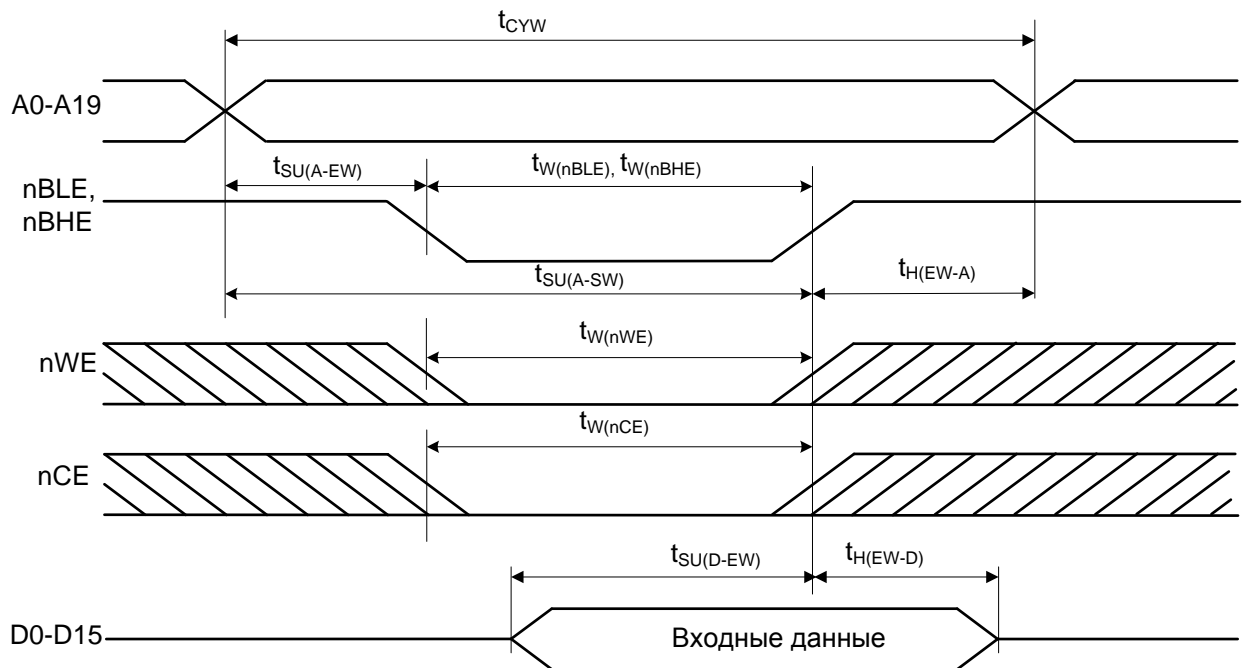 tCYW
A0-A19
tSU(A-EW)
tW(nBLE), tW(nBHE)
nBLE,
nBHE
tSU(A-SW)
tH(EW-A)
nWE
tW(nWE)
tW(nCE)
nCE
tSU(D-EW)
tH(EW-D)
D0-D15
Входные данные